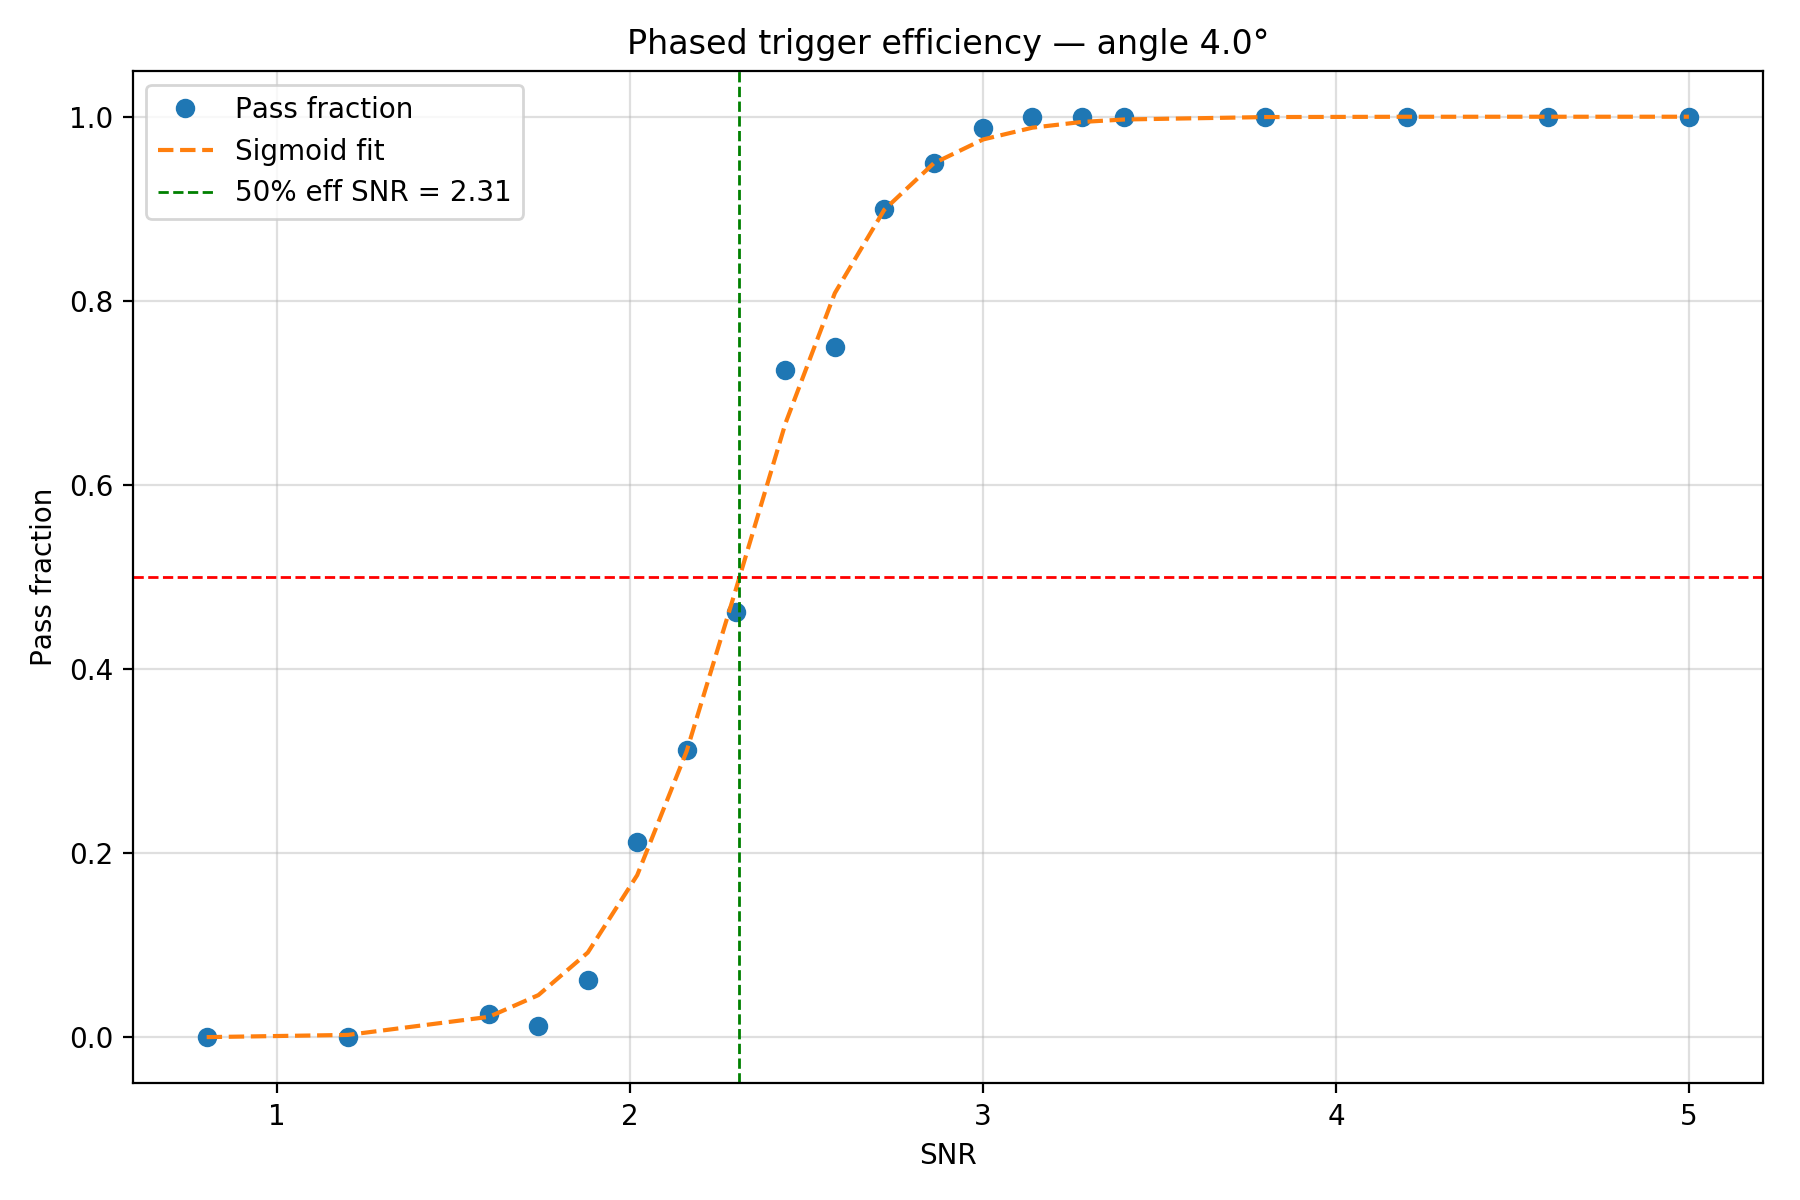 Phased trigger efficiency — angle 4.0°
Pass fraction
Sigmoid fit
50% eff SNR = 2.31
Pass fraction
1.0
0.8
0.6
0.4
0.2
0.0
1 2 3 4 5
SNR